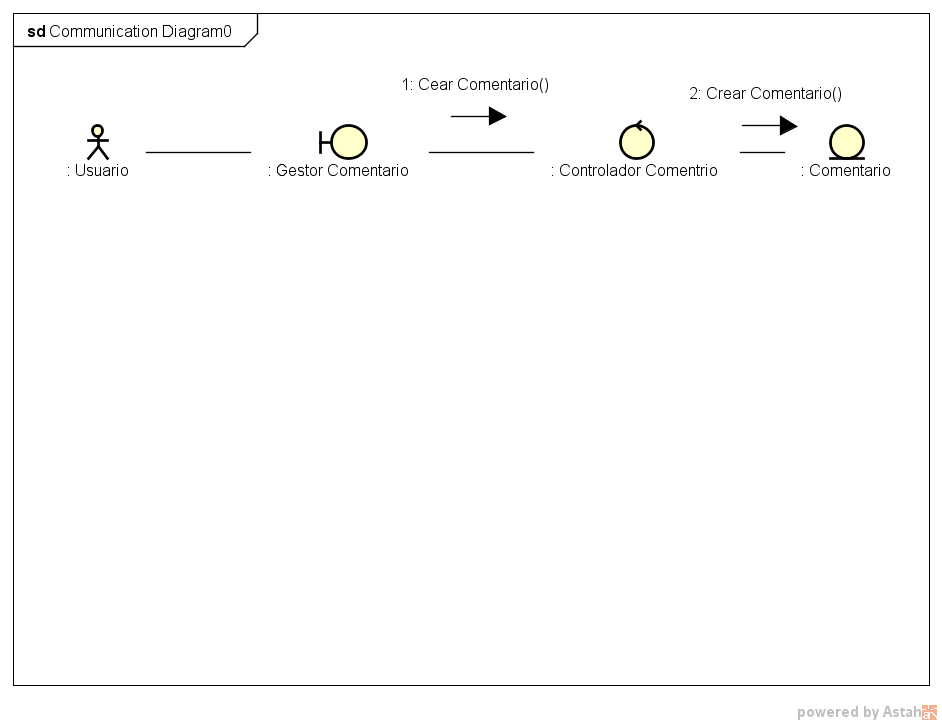 sd Communication Diagram0
1: Cear Comentario()
2: Crear Comentario()
: Usuario
: Gestor Comentario
: Controlador Comentrio
: Comentario
powered by Astah